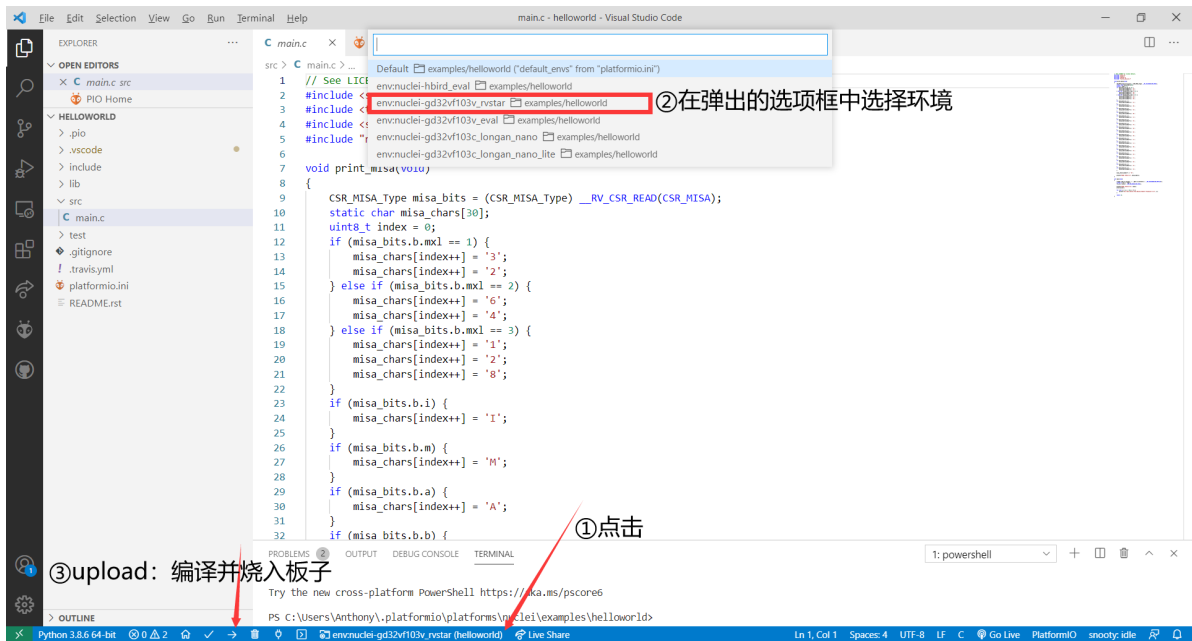 File Edit Selection View Go Run Terminal Help
main.c - helloworld - Visual Studio Code
EXPLORER
OPEN EDITORS
C main.c src
PIO Home
HELLOWORLD
.pio
.vscode
include
lib
src
C main.c
test
.gitignore
! .travis.yml
platformio.ini
README.rst
OUTLINE
C main.c
src > C main.c > ...
Default examples/helloworld ("default_envs" from "platformio.ini")
env:nuclei-hbird_eval examples/helloworld
env:nuclei-gd32vf103v_rvstar examples/helloworld
env:nuclei-gd32vf103v_eval examples/helloworld
env:nuclei-gd32vf103c_longan_nano examples/helloworld
env:nuclei-gd32vf103c_longan_nano_lite examples/helloworld
②在弹出的选项框中选择环境
1 // See LICE
2 #include <s
3 #include <
4 #include <s
5 #include "n
6
7 void print_misa(void)
8 {
9 CSR_MISA_Type misa_bits = (CSR_MISA_Type) __RV_CSR_READ(CSR_MISA);
10 static char misa_chars[30];
11 uint8_t index = 0;
12 if (misa_bits.b.mxl == 1) {
13 misa_chars[index++] = '3';
14 misa_chars[index++] = '2';
15 } else if (misa_bits.b.mxl == 2) {
16 misa_chars[index++] = '6';
17 misa_chars[index++] = '4';
18 } else if (misa_bits.b.mxl == 3) {
19 misa_chars[index++] = '1';
20 misa_chars[index++] = '2';
21 misa_chars[index++] = '8';
22 }
23 if (misa_bits.b.i) {
24 misa_chars[index++] = 'I';
25 }
26 if (misa_bits.b.m) {
27 misa_chars[index++] = 'M';
28 }
29 if (misa_bits.b.a) {
30 misa_chars[index++] = 'A';
31 }
32 if (misa_bits.b.b) {
①点击
③upload：编译并烧入板子
PROBLEMS 2 OUTPUT DEBUG CONSOLE TERMINAL
1: powershell
Try the new cross-platform PowerShell https://aka.ms/pscore6
PS C:\Users\Anthony\.platformio\platforms\nuclei\examples\helloworld>
1
Python 3.8.6 64-bit 0 2 env:nuclei-gd32vf103v_rvstar (helloworld) Live Share
Ln 1, Col 1 Spaces: 4 UTF-8 LF C Go Live PlatformIO snooty: idle